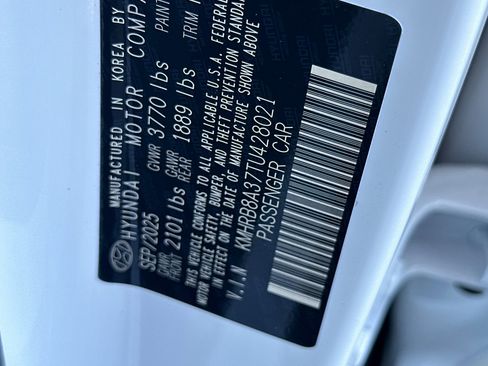 MANUFACTURED IN KOREA BY
HYUNDAI MOTOR COMPA
SEP/2025 GVWR 3770 lbs PAINT
GAWR FRONT 2101 lbs GAWR REAR 1889 lbs TRIM
THIS VEHICLE CONFORMS TO ALL APPLICABLE U.S.A. FEDERAL
MOTOR VEHICLE SAFETY, BUMPER, AND THEFT PREVENTION STANDA
IN EFFECT ON THE DATE OF MANUFACTURE SHOWN ABOVE
V.I.N KMHRB8A37TU428021
PASSENGER CAR